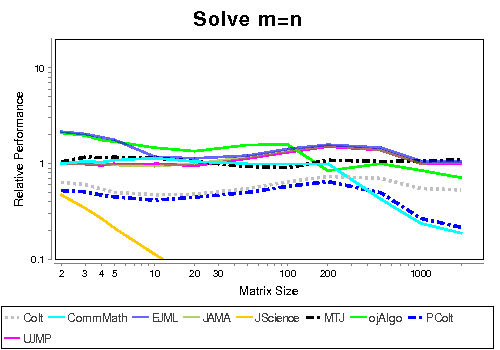 Solve m=n
Relative Performance
10
1
0.1
2 3 4 5 10 20 30 100 200 1000
Matrix Size
Colt CommMath EJML JAMA JScience MTJ ojAlgo PColt
UJMP